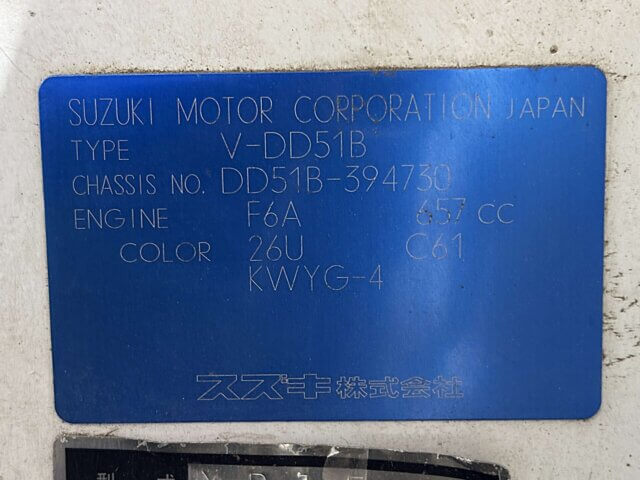 SUZUKI MOTOR CORPORATION JAPAN
TYPE V-DD51B
CHASSIS NO. DD51B-394730
ENGINE F6A 657 CC
COLOR 26U C61
KWYG-4
スズキ株式会社